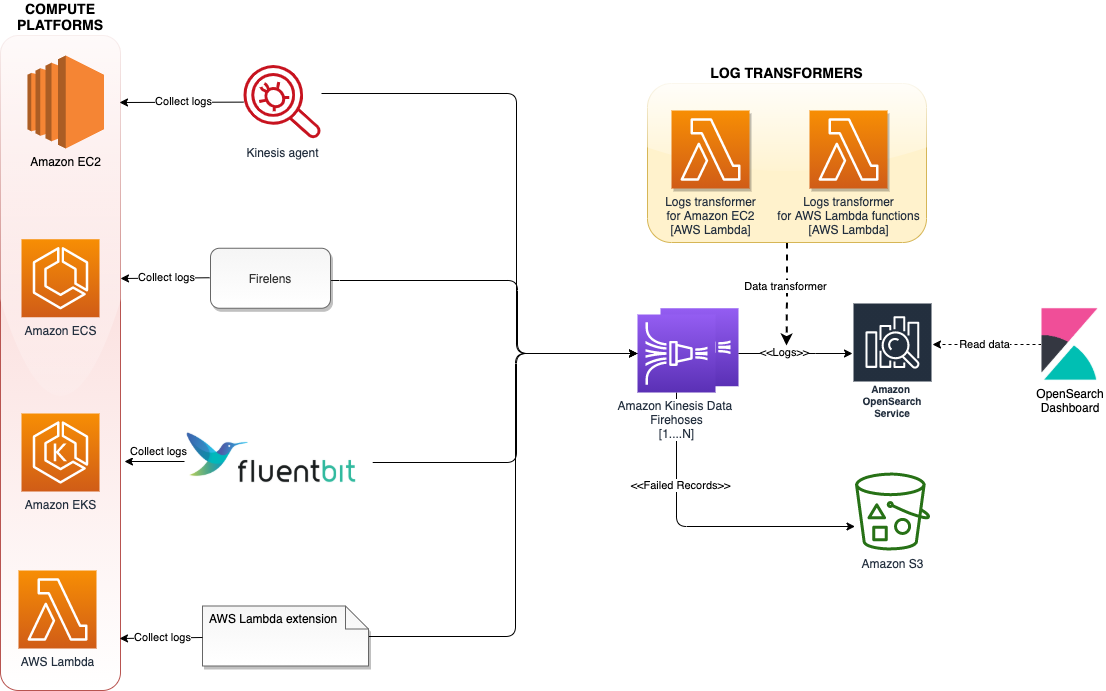 COMPUTE
PLATFORMS
Amazon EC2
Collect logs
Kinesis agent
Amazon ECS
Collect logs
Firelens
Amazon EKS
Collect logs
fluentbit
AWS Lambda
Collect logs
AWS Lambda extension
LOG TRANSFORMERS
Logs transformer
for Amazon EC2
[AWS Lambda]
Logs transformer
for AWS Lambda functions
[AWS Lambda]
Data transformer
Amazon Kinesis Data
Firehoses
[1....N]
<<Logs>>
Amazon
OpenSearch
Service
Read data
OpenSearch
Dashboard
<<Failed Records>>
Amazon S3
K